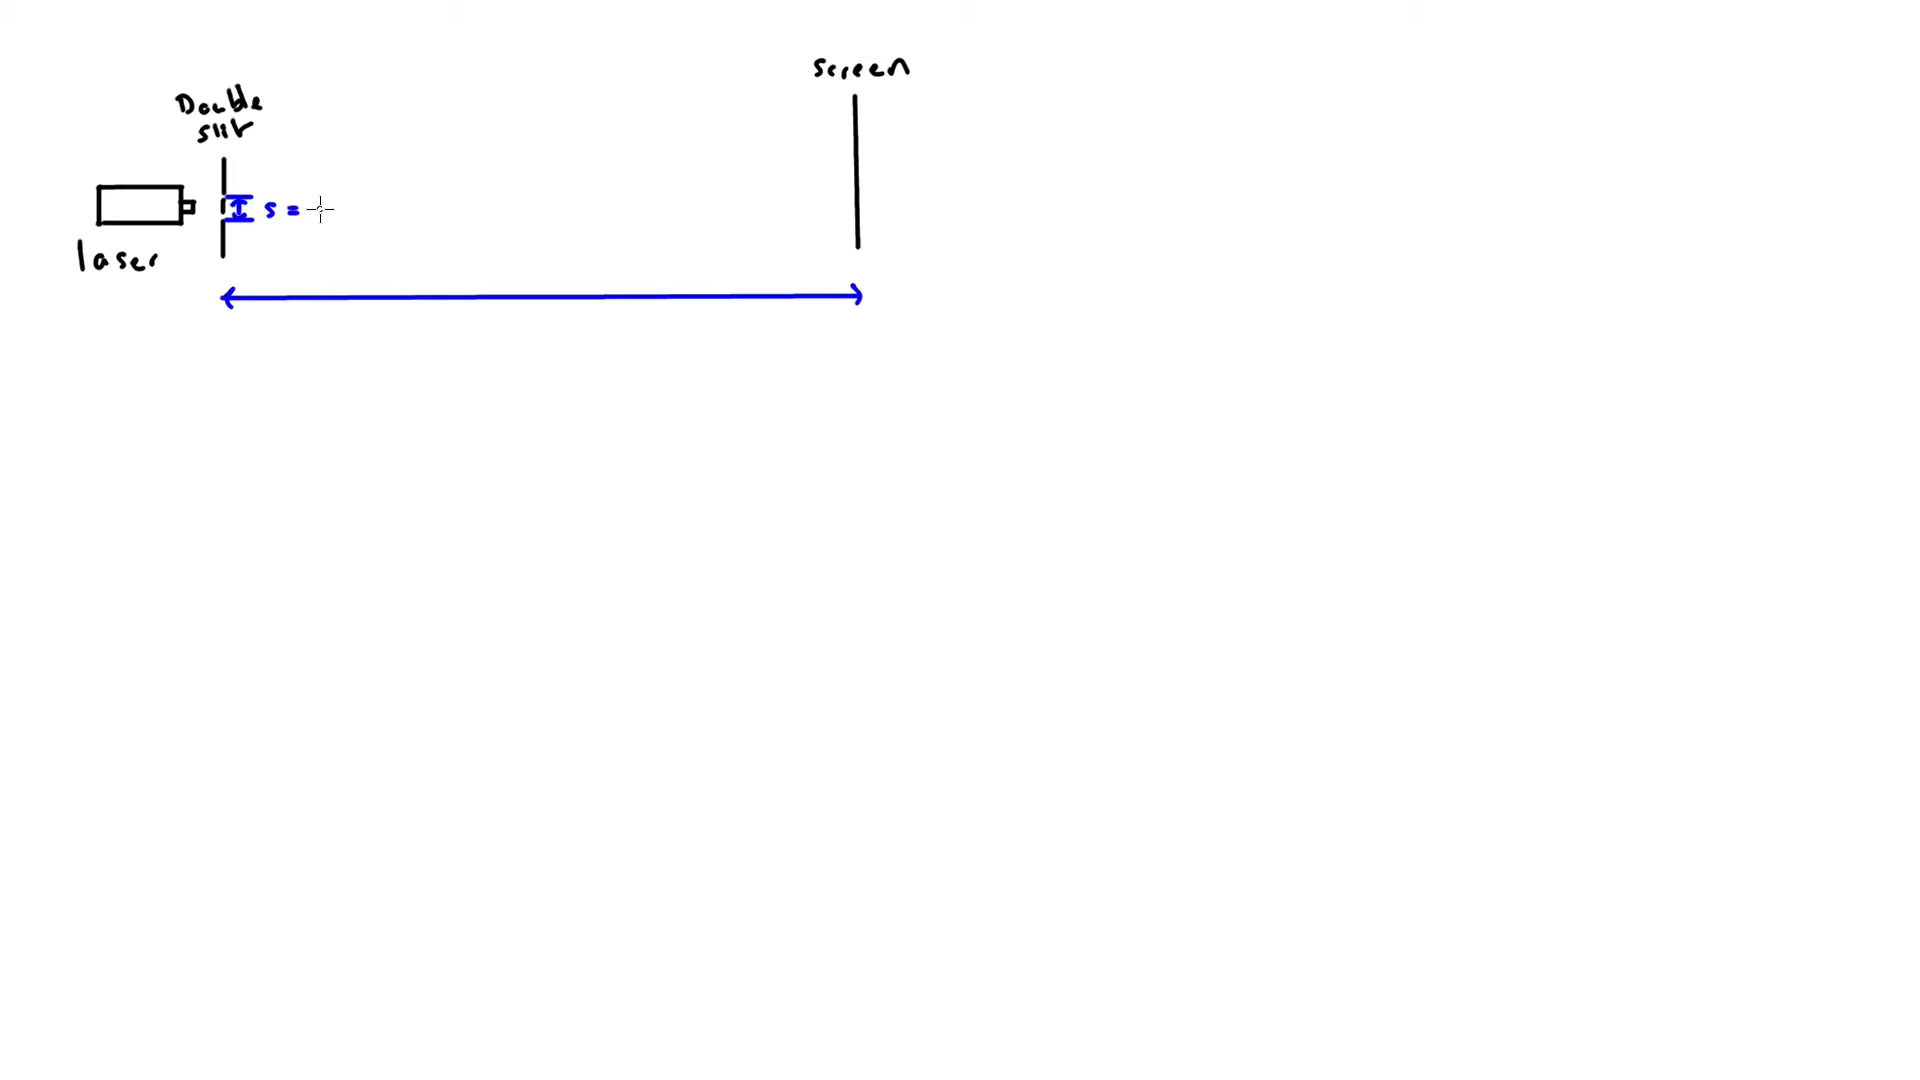 screen
Double
slit
s =
laser